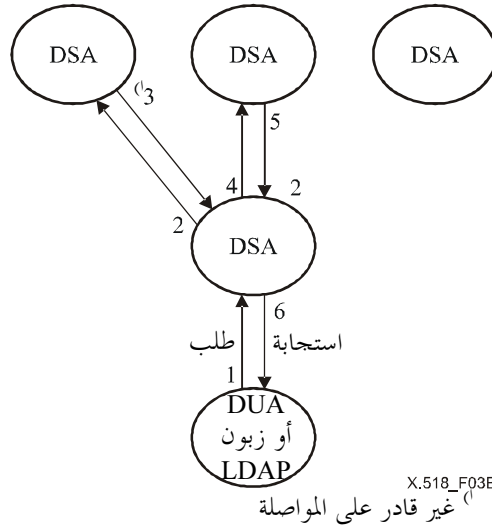 DSA
DSA
DSA
3(أ
5
2
4
2
DSA
6
طلب
استجابة
1
DUA
أو زبون
LDAP
X.518_F03B
أ) غير قادر على المواصلة